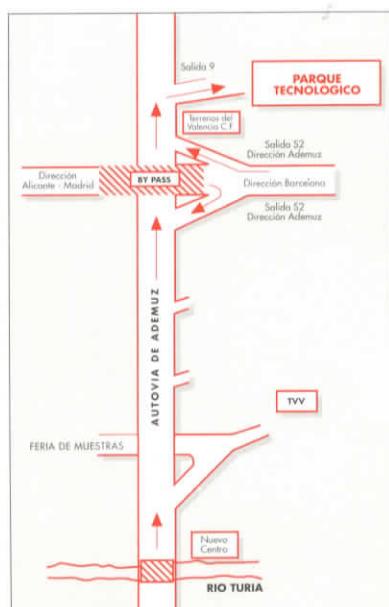 Salida 9
PARQUE
TECNOLÓGICO
Terrenos del
Valencia C.F.
Salida 52
Dirección Ademuz
Dirección
Alicante - Madrid
BY PASS
Dirección Barcelona
Salida 52
Dirección Ademuz
AUTOVIA DE ADEMUZ
TVV
FERIA DE MUESTRAS
Nuevo
Centro
RIO TURIA